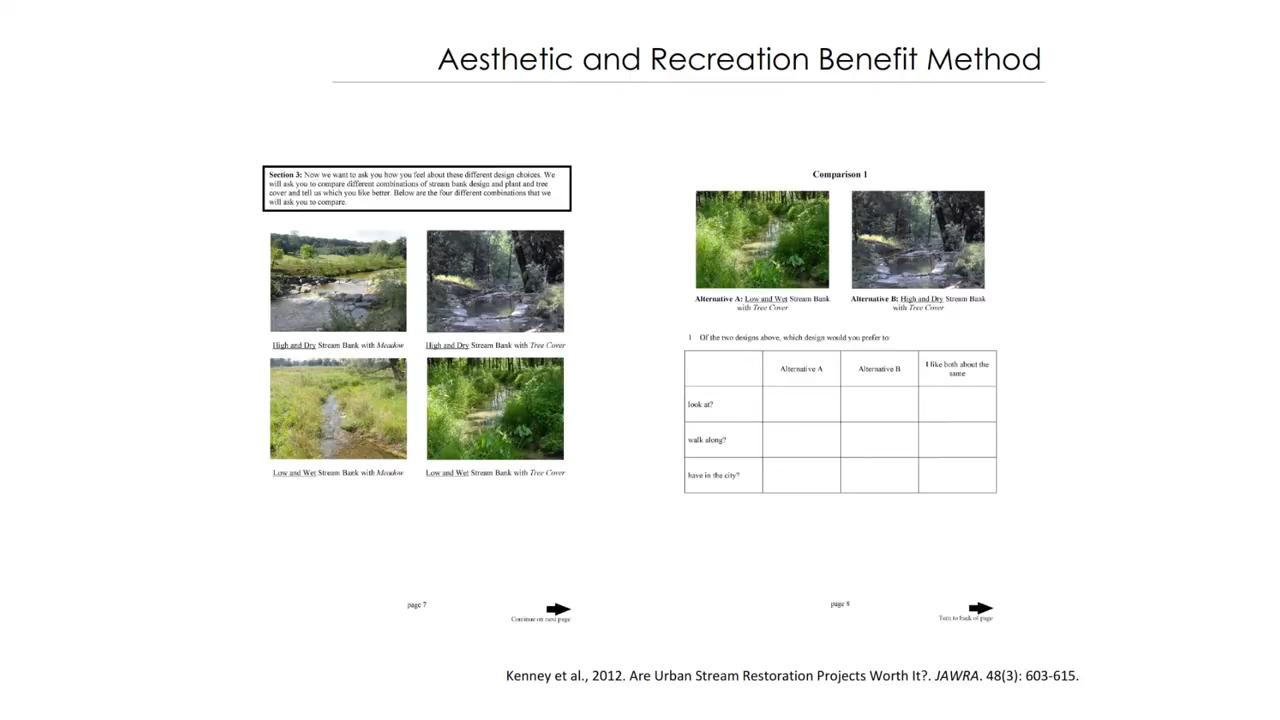 Aesthetic and Recreation Benefit Method
Section 3: Now we want to ask you how you feel about these different design choices. We
will ask you to compare different combinations of stream bank design and plant and tree
cover and tell us which you like better. Below are the four different combinations that we
will ask you to compare.
High and Dry Stream Bank with Meadow
High and Dry Stream Bank with Tree Cover
Low and Wet Stream Bank with Meadow
Low and Wet Stream Bank with Tree Cover
page 7
Continue on next page
Comparison 1
Alternative A: Low and Wet Stream Bank
with Tree Cover
Alternative B: High and Dry Stream Bank
with Tree Cover
1 Of the two designs above, which design would you prefer to
Alternative A
Alternative B
I like both about the
same
look at?
walk along?
have in the city?
page 8
Turn to back of page
Kenney et al., 2012. Are Urban Stream Restoration Projects Worth It?. JAWRA. 48(3): 603-615.